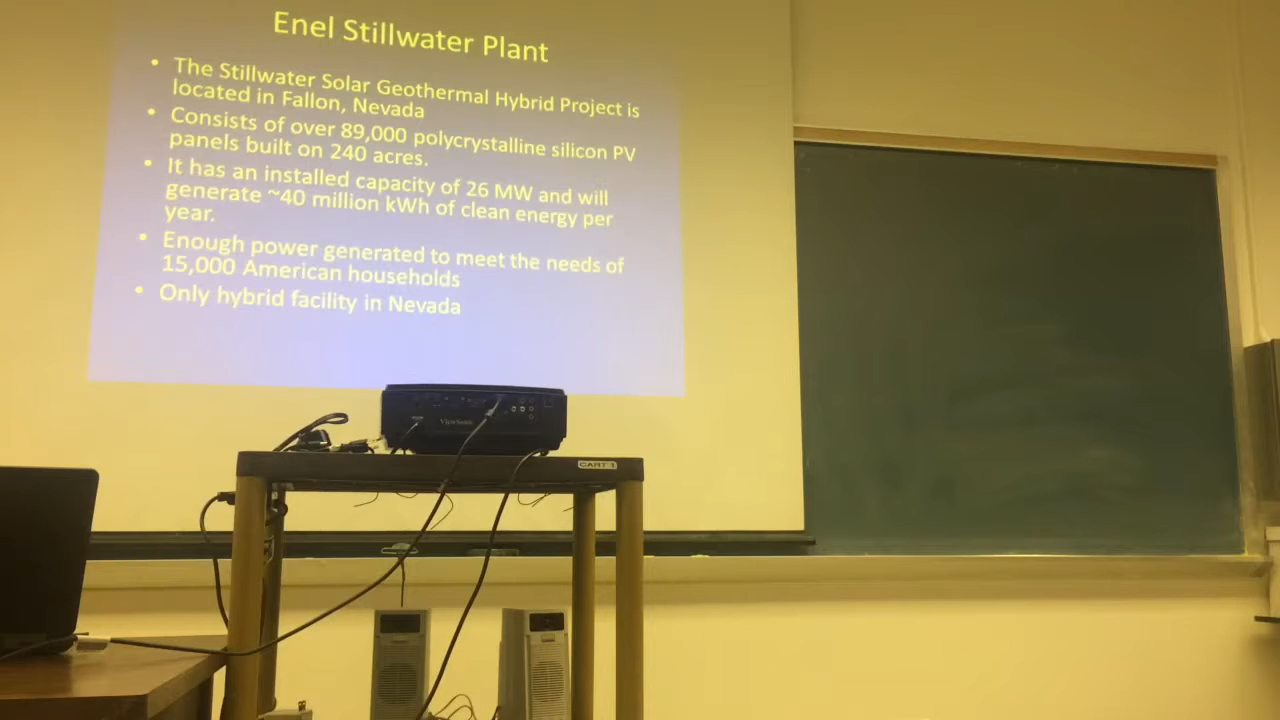 Enel Stillwater Plant
• The Stillwater Solar Geothermal Hybrid Project is
located in Fallon, Nevada
• Consists of over 89,000 polycrystalline silicon PV
panels built on 240 acres.
• It has an installed capacity of 26 MW and will
generate ~40 million kWh of clean energy per
year.
• Enough power generated to meet the needs of
15,000 American households
• Only hybrid facility in Nevada
ViewSonic
CART 1